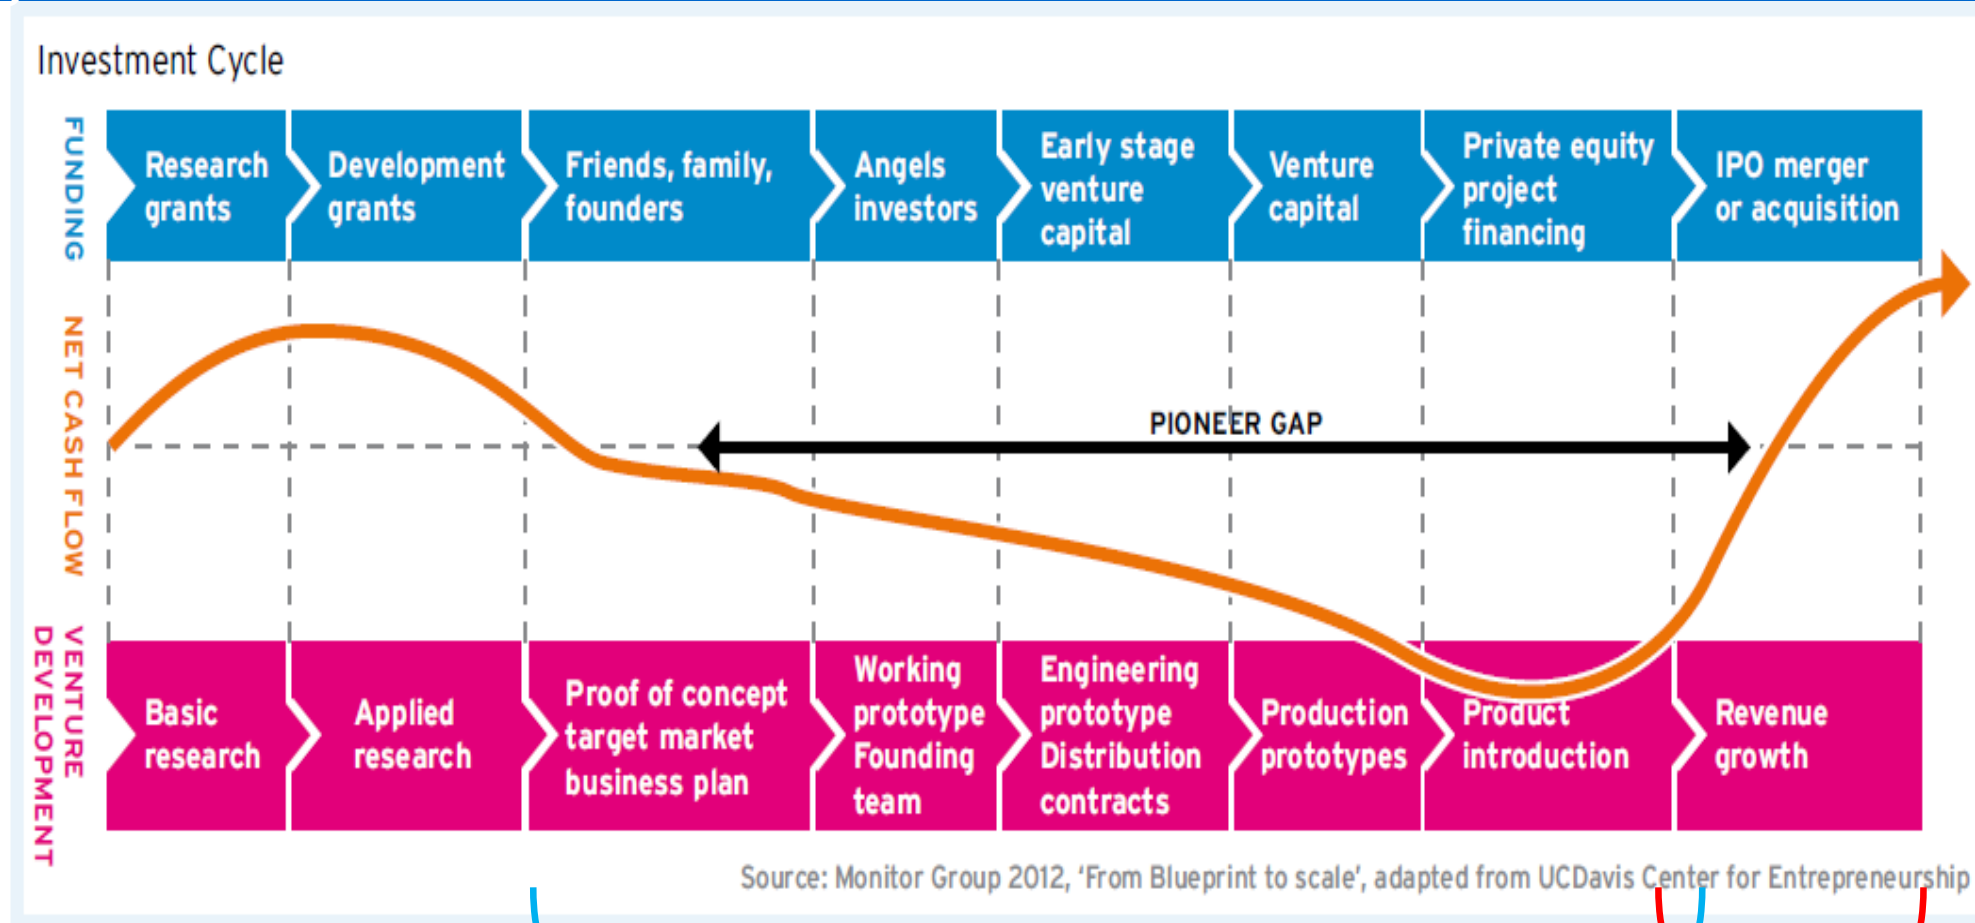 Investment Cycle
FUNDING
Research
grants
Development
grants
Friends, family,
founders
Angels
investors
Early stage
venture
capital
Venture
capital
Private equity
project
financing
IPO merger
or acquisition
NET CASH FLOW
PIONEER GAP
VENTURE
DEVELOPMENT
Basic
research
Applied
research
Proof of concept
target market
business plan
Working
prototype
Founding
team
Engineering
prototype
Distribution
contracts
Production
prototypes
Product
introduction
Revenue
growth
Source: Monitor Group 2012, ‘From Blueprint to scale’, adapted from UCDavis Center for Entrepreneurship